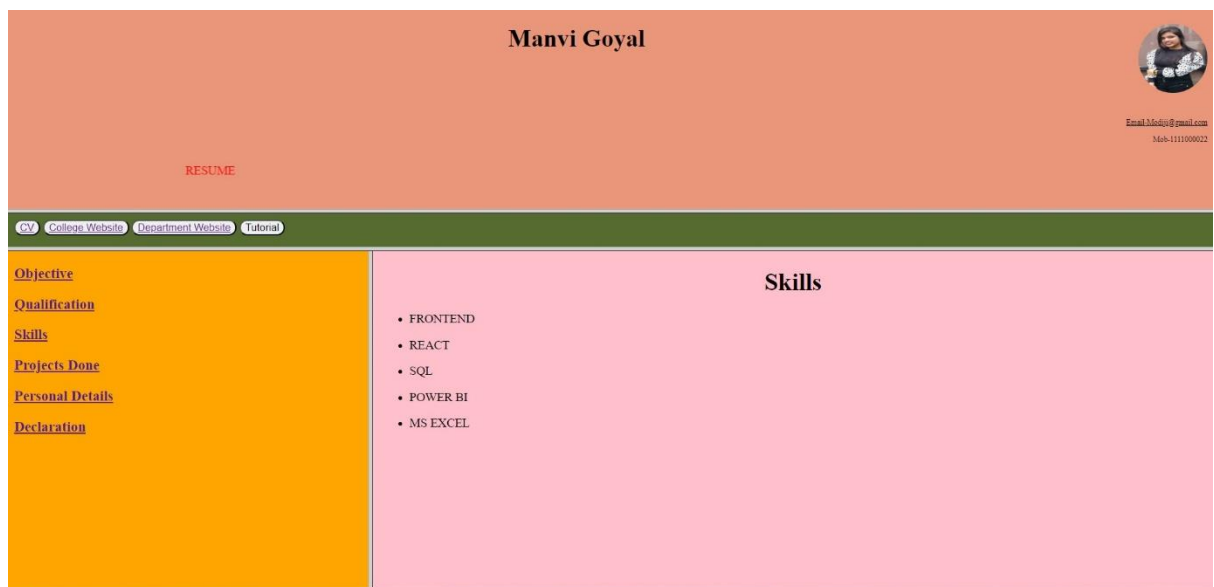 Manvi Goyal
Email-Madiji@gmail.com
Mob-1111000022
RESUME
CV College Website Department Website Tutorial
Objective
Qualification
Skills
Projects Done
Personal Details
Declaration
Skills
• FRONTEND
• REACT
• SQL
• POWER BI
• MS EXCEL